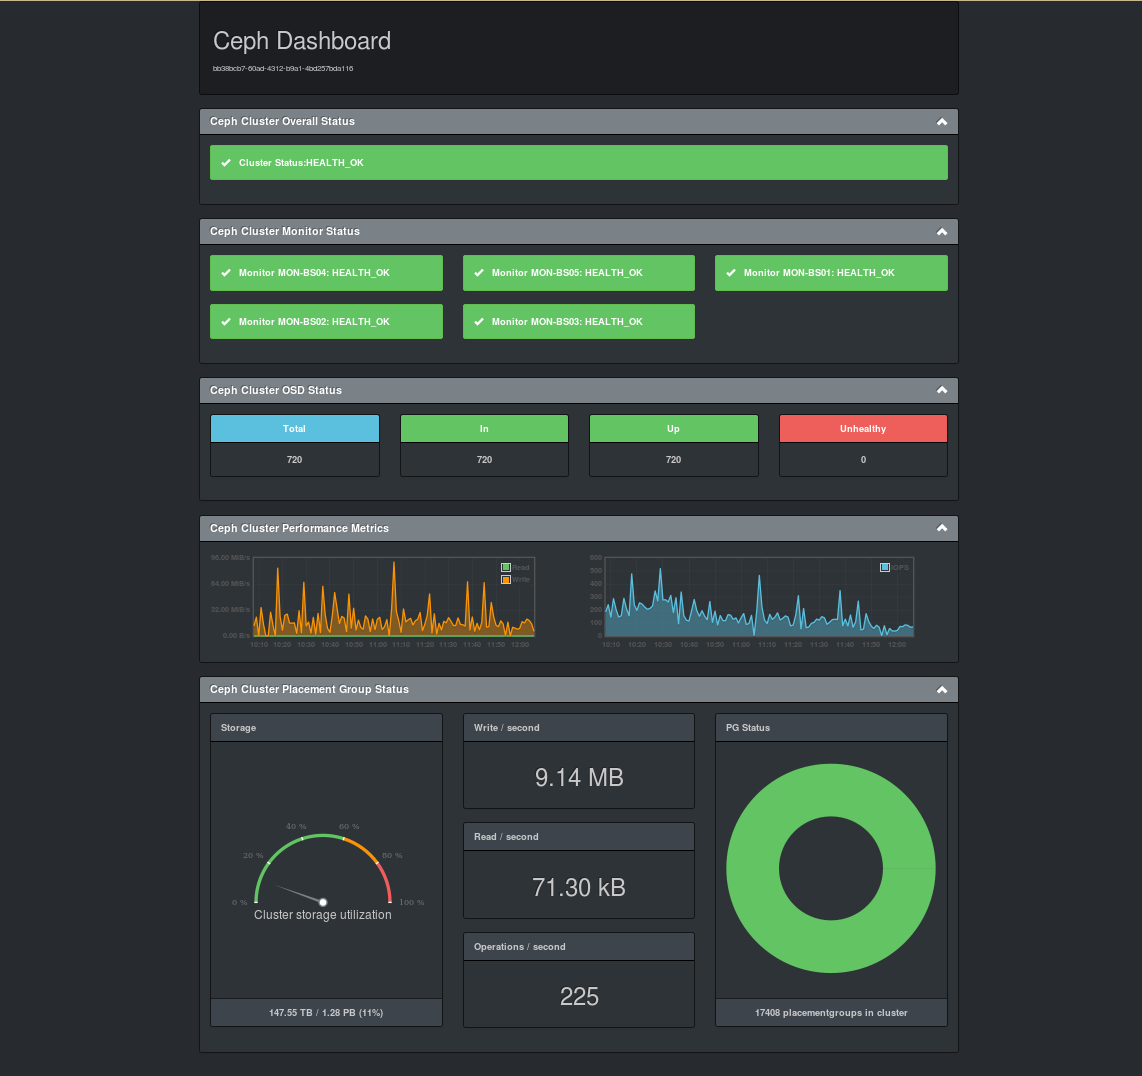 Ceph Dashboard
bb38bcb7-60ad-4312-b9a1-4bd257bda116
Ceph Cluster Overall Status
Cluster Status:HEALTH_OK
Ceph Cluster Monitor Status
Monitor MON-BS04: HEALTH_OK
Monitor MON-BS05: HEALTH_OK
Monitor MON-BS01: HEALTH_OK
Monitor MON-BS02: HEALTH_OK
Monitor MON-BS03: HEALTH_OK
Ceph Cluster OSD Status
Total In Up Unhealthy
720 720 720 0
Ceph Cluster Performance Metrics
96.00 MiB/s
64.00 MiB/s
32.00 MiB/s
0.00 B/s
Read
Write
10:10 10:20 10:30 10:40 10:50 11:00 11:10 11:20 11:30 11:40 11:50 12:00
600
500
400
300
200
100
0
IOPS
10:10 10:20 10:30 10:40 10:50 11:00 11:10 11:20 11:30 11:40 11:50 12:00
Ceph Cluster Placement Group Status
Storage
0 %
20 %
40 %
60 %
80 %
100 %
Cluster storage utilization
147.55 TB / 1.28 PB (11%)
Write / second
9.14 MB
Read / second
71.30 kB
Operations / second
225
PG Status
17408 placementgroups in cluster